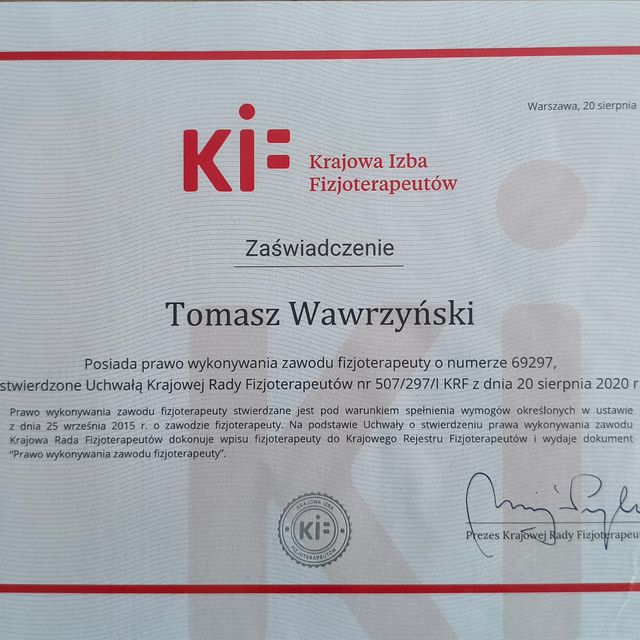 Warszawa, 20 sierpnia
KIF
Krajowa Izba
Fizjoterapeutów
Zaświadczenie
Tomasz Wawrzyński
Posiada prawo wykonywania zawodu fizjoterapeuty o numerze 69297,
stwierdzone Uchwałą Krajowej Rady Fizjoterapeutów nr 507/297/I KRF z dnia 20 sierpnia 2020 r
Prawo wykonywania zawodu fizjoterapeuty stwierdzane jest pod warunkiem spełnienia wymogów określonych w ustawie
z dnia 25 września 2015 r. o zawodzie fizjoterapeuty. Na podstawie Uchwały o stwierdzeniu prawa wykonywania zawodu
Krajowa Rada Fizjoterapeutów dokonuje wpisu fizjoterapeuty do Krajowego Rejestru Fizjoterapeutów i wydaje dokument
"Prawo wykonywania zawodu fizjoterapeuty".
KRAJOWA IZBA
KIF
FIZJOTERAPEUTÓW
Prezes Krajowej Rady Fizjoterapeu